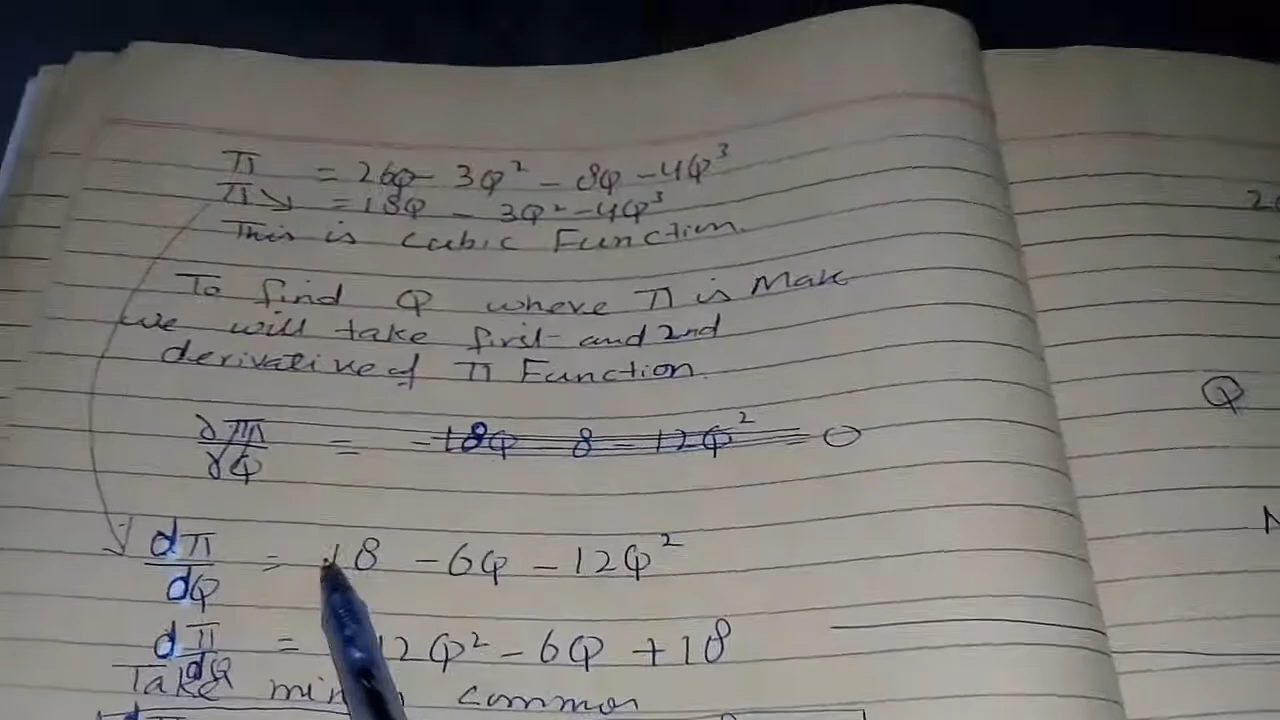 π = 26Q - 3Q² - 8Q - 4Q³
π = 18Q - 3Q² - 4Q³
This is cubic Function.
To find Q where π is Max
we will take first and 2nd
derivative of π Function.
= -18Q - 8 - 12Q² = 0
dπ/dQ = 18 - 6Q - 12Q²
dπ/dQ = 12Q² - 6Q + 18
Take common
Q